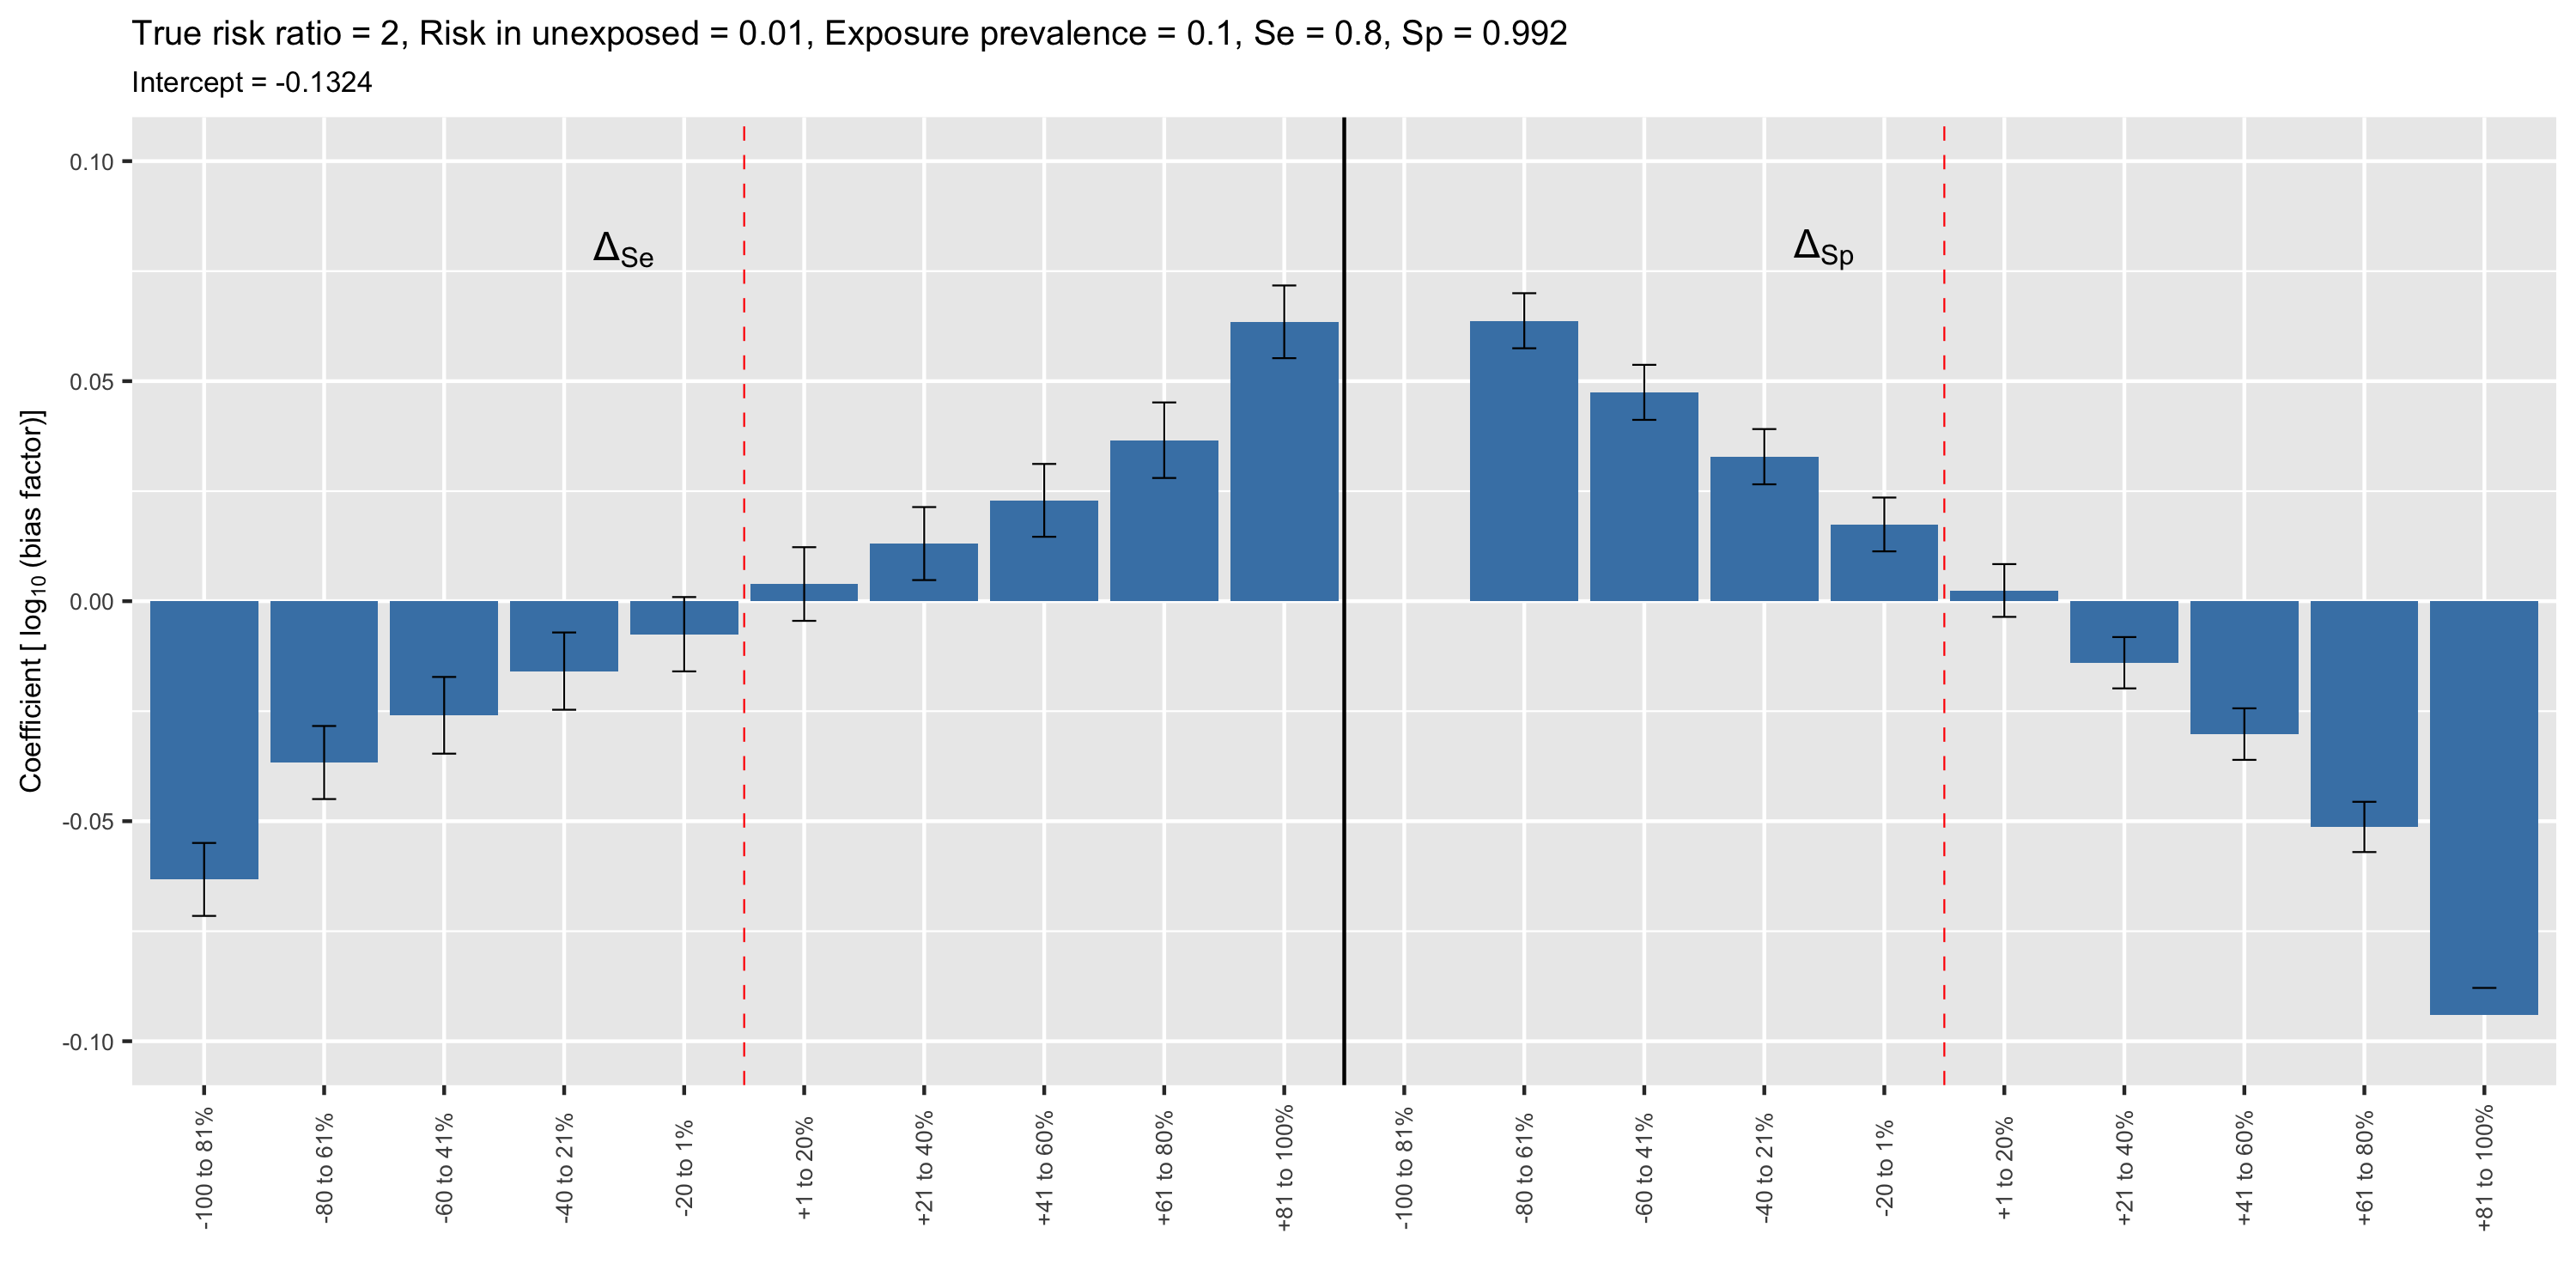 True risk ratio = 2, Risk in unexposed = 0.01, Exposure prevalence = 0.1, Se = 0.8, Sp = 0.992
Intercept = -0.1324
Coefficient [ log10 (bias factor)]
0.10
0.05
0.00
-0.05
-0.10
ΔSe
ΔSp
-100 to 81%
-80 to 61%
-60 to 41%
-40 to 21%
-20 to 1%
+1 to 20%
+21 to 40%
+41 to 60%
+61 to 80%
+81 to 100%
-100 to 81%
-80 to 61%
-60 to 41%
-40 to 21%
-20 to 1%
+1 to 20%
+21 to 40%
+41 to 60%
+61 to 80%
+81 to 100%